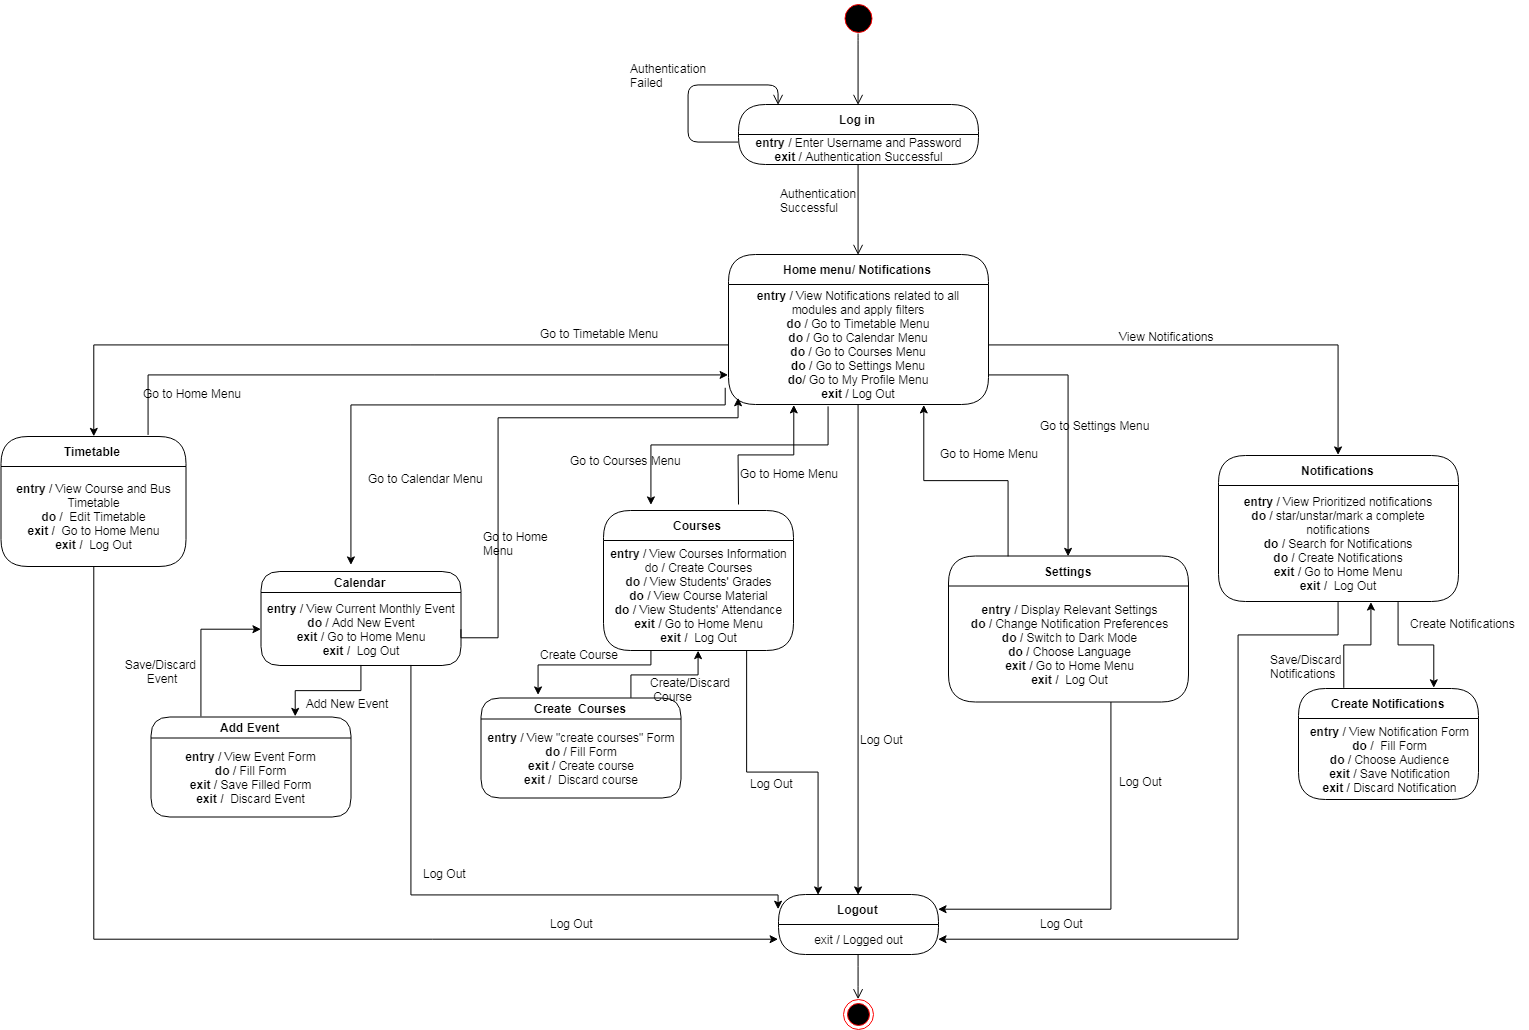 Authentication
Failed
Log in
entry / Enter Username and Password
exit / Authentication Successful
Authentication
Successful
Home menu/ Notifications
entry / View Notifications related to all
modules and apply filters
do / Go to Timetable Menu
do / Go to Calendar Menu
do / Go to Courses Menu
do / Go to Settings Menu
do/ Go to My Profile Menu
exit / Log Out
Go to Timetable Menu
View Notifications
Go to Home Menu
Go to Calendar Menu
Go to Home
Menu
Go to Courses Menu
Go to Home Menu
Go to Home Menu
Go to Settings Menu
Timetable
entry / View Course and Bus
Timetable
do /  Edit Timetable
exit /  Go to Home Menu
exit /  Log Out
Calendar
entry / View Current Monthly Event
do / Add New Event
exit / Go to Home Menu
exit /  Log Out
Courses
entry / View Courses Information
do / Create Courses
do / View Students' Grades
do / View Course Material
do / View Students' Attendance
exit / Go to Home Menu
exit /  Log Out
Settings
entry / Display Relevant Settings
do / Change Notification Preferences
do / Switch to Dark Mode
do / Choose Language
exit / Go to Home Menu
exit /  Log Out
Notifications
entry / View Prioritized notifications
do / star/unstar/mark a complete
notifications
do / Search for Notifications
do / Create Notifications
exit / Go to Home Menu
exit /  Log Out
Save/Discard
Event
Add New Event
Create Course
Create/Discard
Course
Save/Discard
Notifications
Create Notifications
Add Event
entry / View Event Form
do / Fill Form
exit / Save Filled Form
exit /  Discard Event
Create  Courses
entry / View "create courses" Form
do / Fill Form
exit / Create course
exit /  Discard course
Create Notifications
entry / View Notification Form
do /  Fill Form
do / Choose Audience
exit / Save Notification
exit / Discard Notification
Log Out
Log Out
Log Out
Log Out
Log Out
Log Out
Logout
exit / Logged out